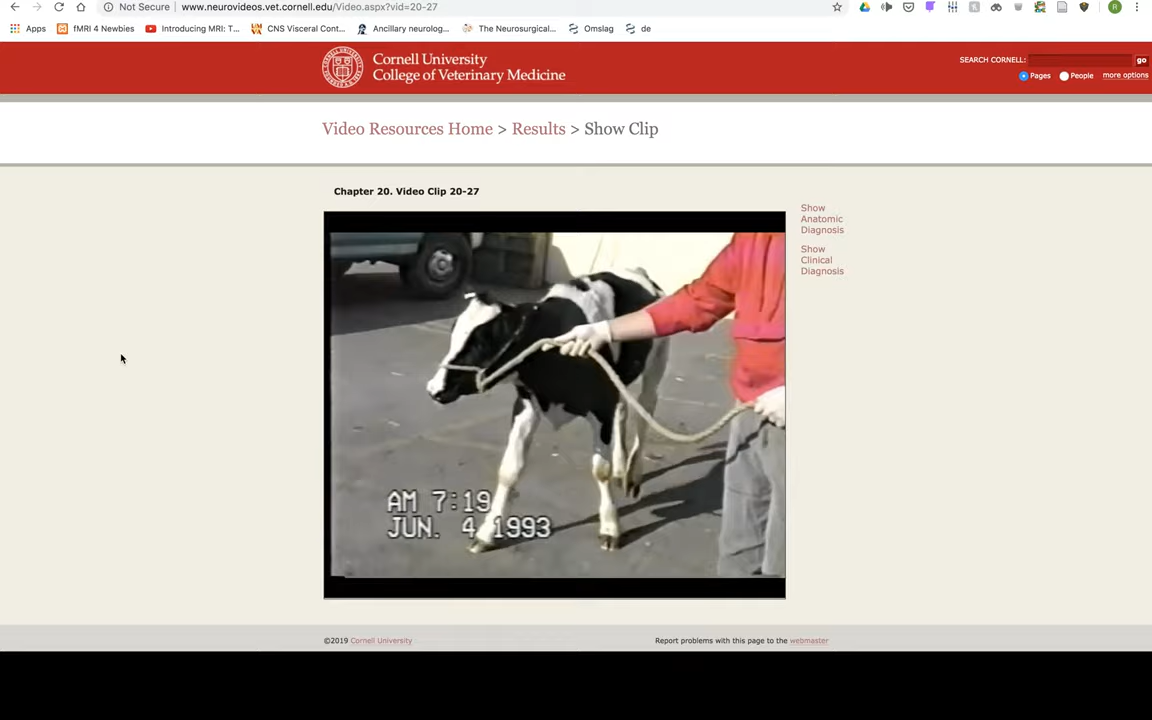 Not Secure www.neurovideos.vet.cornell.edu/Video.aspx?vid=20-27
R
Apps fMRI 4 Newbies Introducing MRI: T... CNS Visceral Cont... Ancillary neurolog... The Neurosurgical... Omslag de
Cornell University
College of Veterinary Medicine
SEARCH CORNELL: go
Pages People more options
Video Resources Home > Results > Show Clip
Chapter 20. Video Clip 20-27
Show
Anatomic
Diagnosis
Show
Clinical
Diagnosis
AM 7:19
JUN. 4 1993
©2019 Cornell University
Report problems with this page to the webmaster